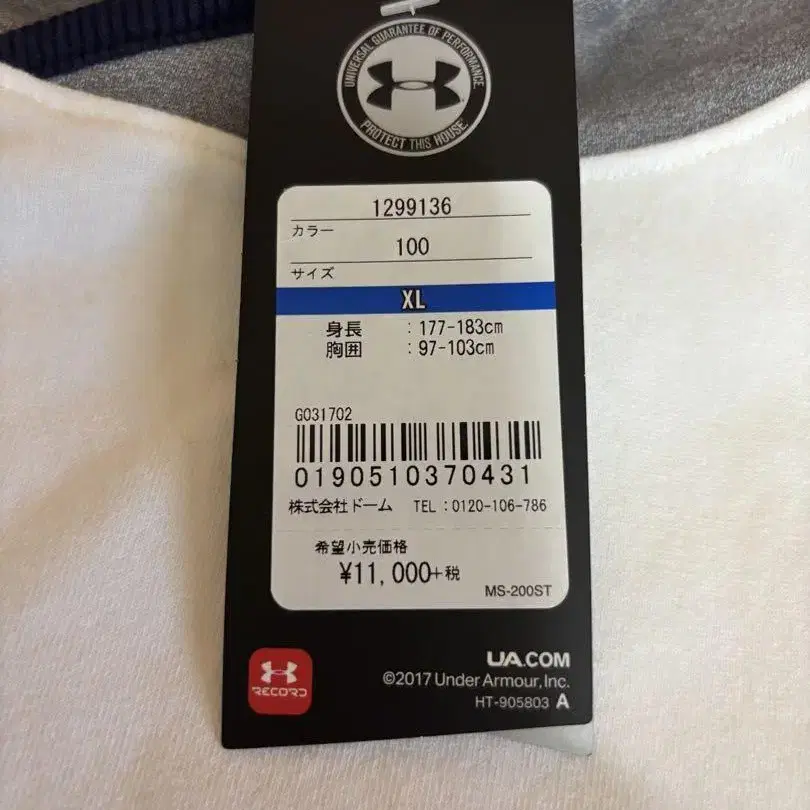 UNIVERSAL GUARANTEE OF PERFORMANCE.
PROTECT THIS HOUSE.
1299136
カラー
100
サイズ
XL
身長 : 177-183cm
胸囲 : 97-103cm
G031702
0190510370431
株式会社ドーム TEL:0120-106-786
希望小売価格
¥11,000+税
MS-200ST
RECORD
UA.COM
©2017 Under Armour, Inc.
HT-905803 A